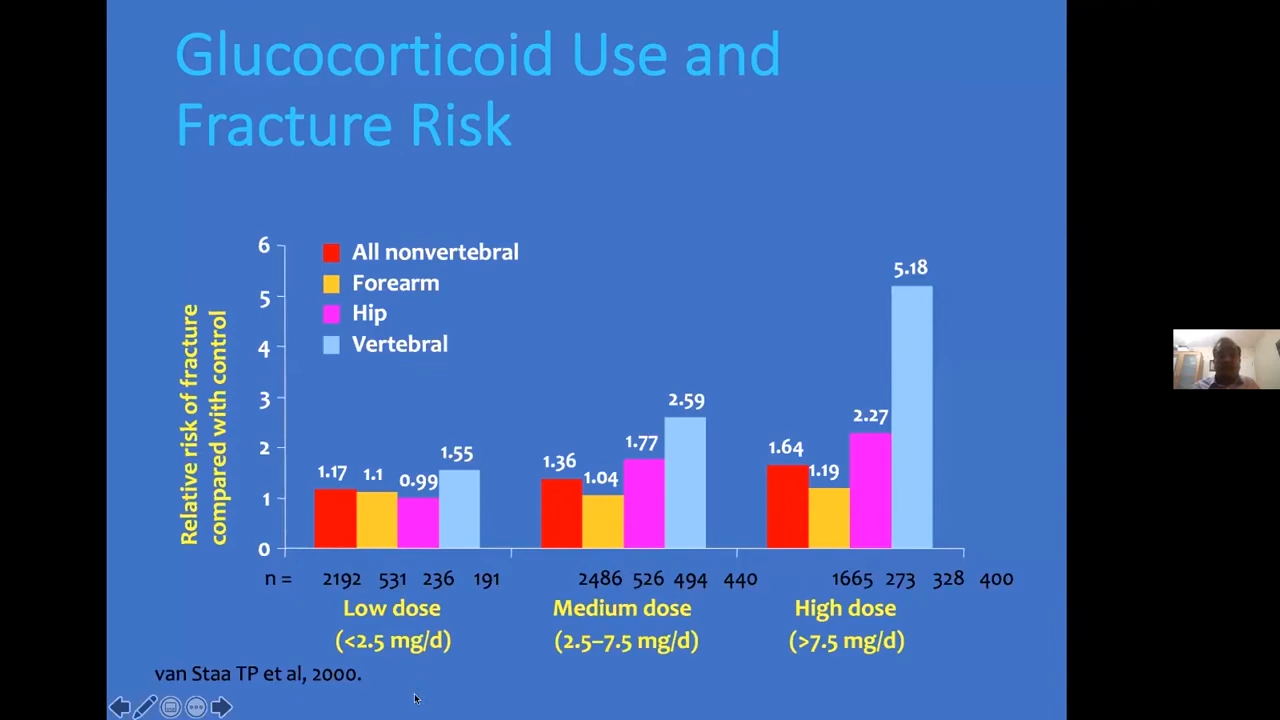 Glucocorticoid Use and
Fracture Risk
Relative risk of fracture
compared with control
6
5
4
3
2
1
0
All nonvertebral
Forearm
Hip
Vertebral
1.17 1.1 0.99 1.55
1.36 1.04 1.77 2.59
1.64 1.19 2.27 5.18
n = 2192 531 236 191 2486 526 494 440 1665 273 328 400
Low dose Medium dose High dose
(<2.5 mg/d) (2.5–7.5 mg/d) (>7.5 mg/d)
van Staa TP et al, 2000.